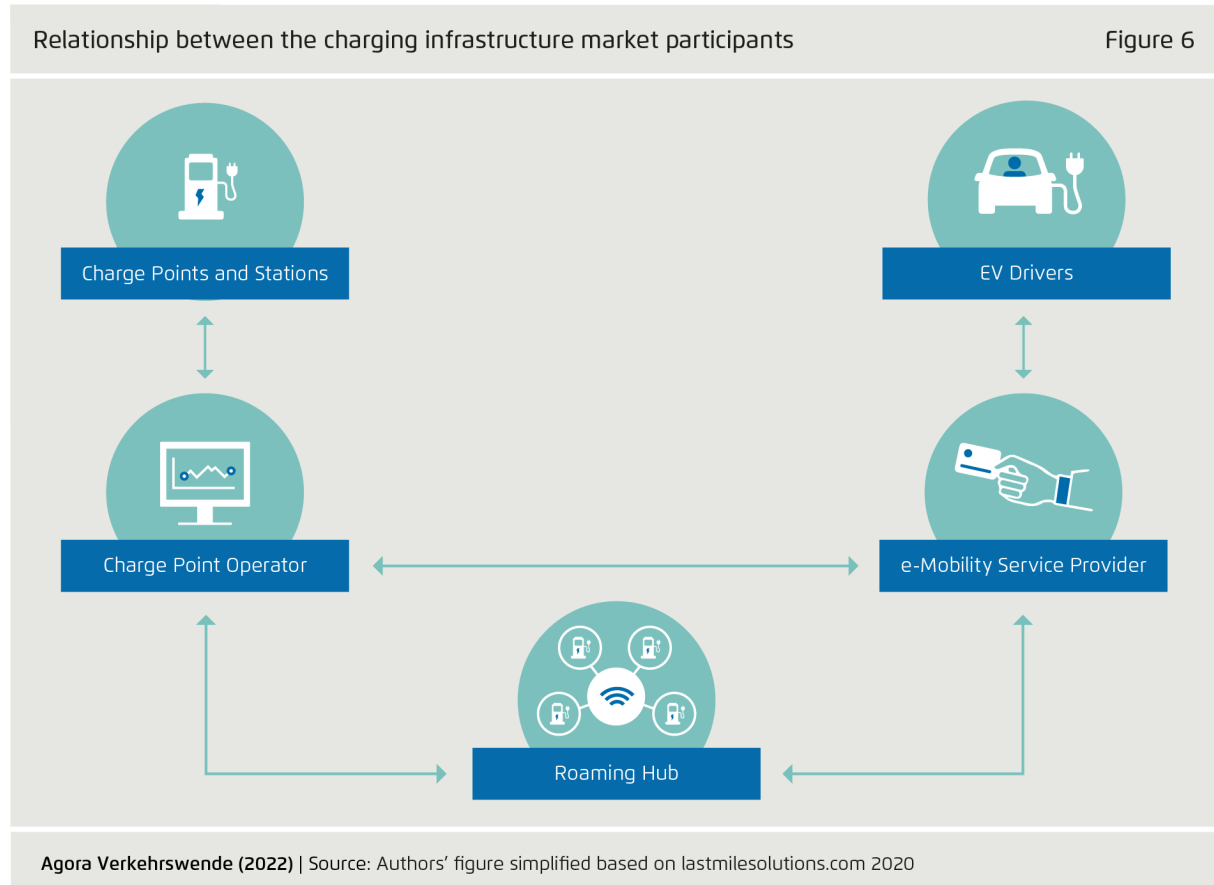 Relationship between the charging infrastructure market participants
Figure 6
Charge Points and Stations
EV Drivers
Charge Point Operator
e-Mobility Service Provider
Roaming Hub
Agora Verkehrswende (2022) | Source: Authors’ figure simplified based on lastmilesolutions.com 2020